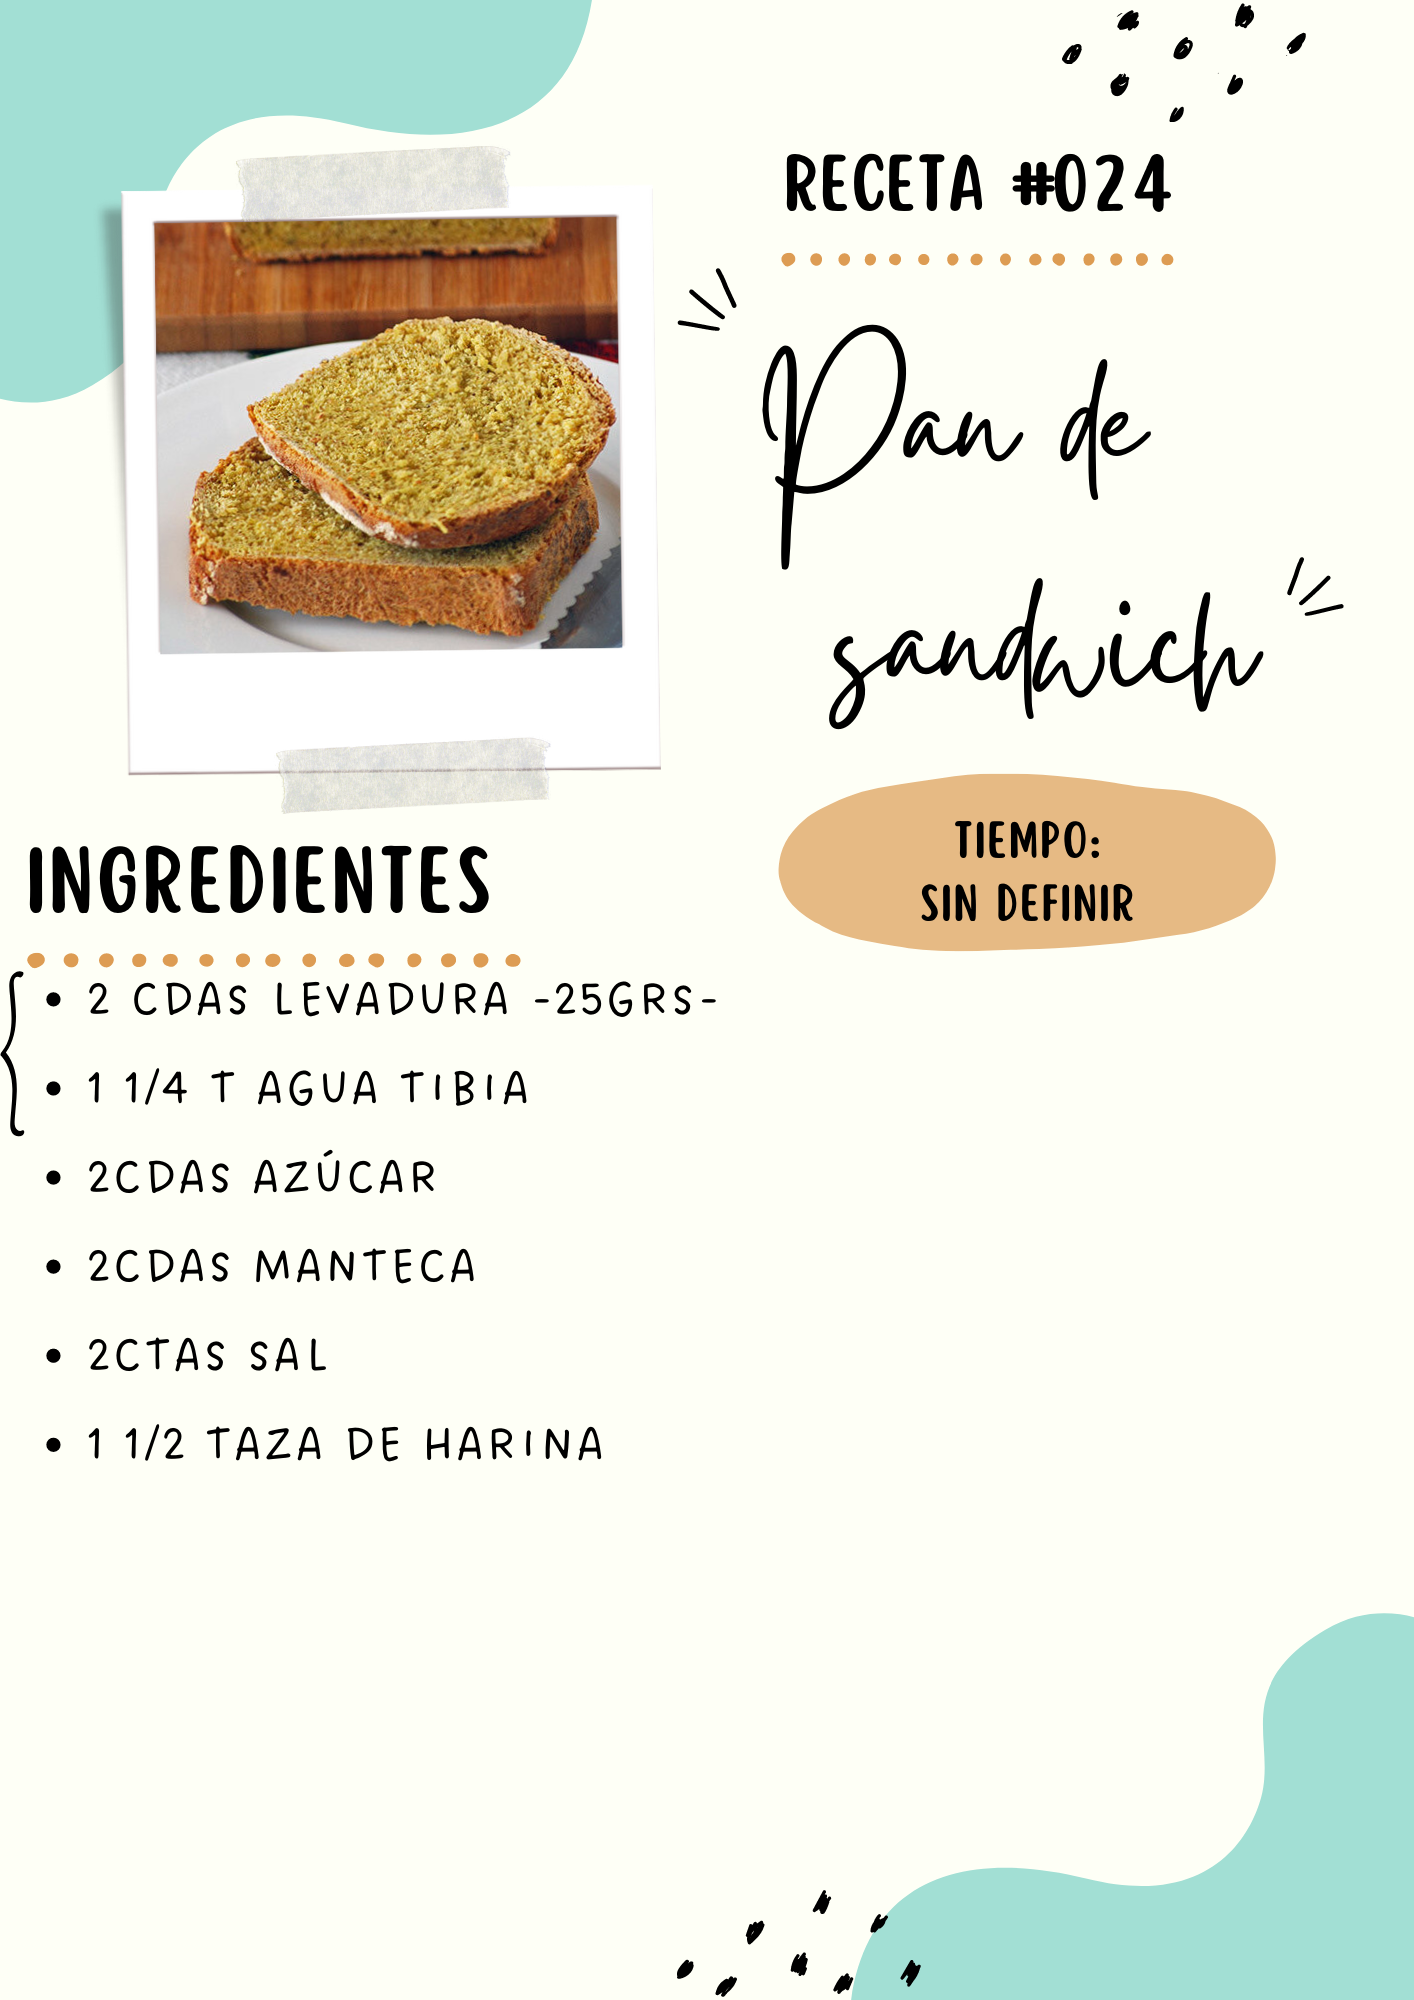 RECETA #024
Pan de
sandwich
TIEMPO:
SIN DEFINIR
INGREDIENTES
• 2 CDAS LEVADURA -25GRS-
• 1 1/4 T AGUA TIBIA
• 2CDAS AZÚCAR
• 2CDAS MANTECA
• 2CTAS SAL
• 1 1/2 TAZA DE HARINA